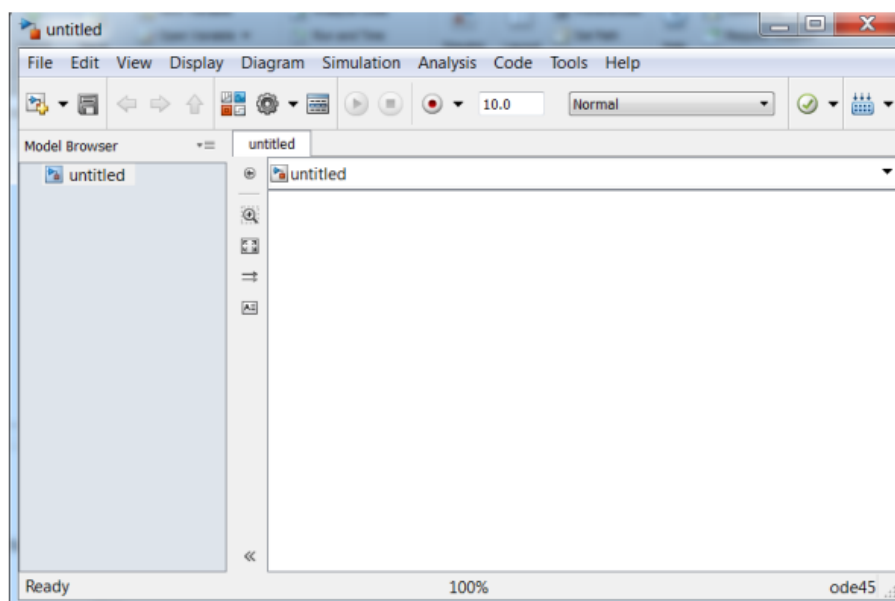 untitled
File Edit View Display Diagram Simulation Analysis Code Tools Help
10.0 Normal
Model Browser untitled
untitled untitled
Ready 100% ode45